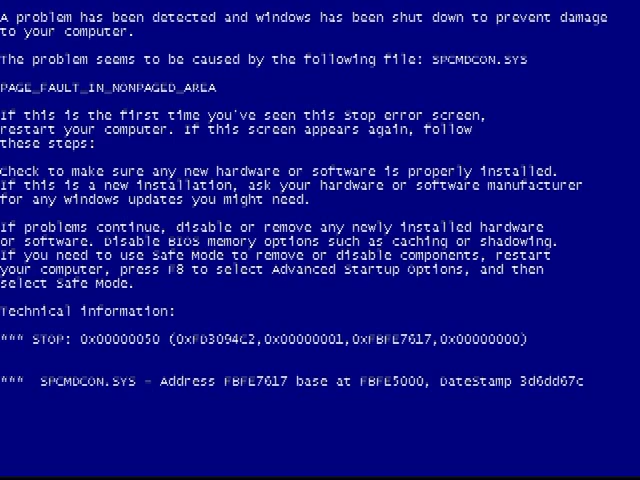 A problem has been detected and windows has been shut down to prevent damage
to your computer.
The problem seems to be caused by the following file: SPCMDCON.SYS
PAGE_FAULT_IN_NONPAGED_AREA
If this is the first time you've seen this Stop error screen,
restart your computer. If this screen appears again, follow
these steps:
Check to make sure any new hardware or software is properly installed.
If this is a new installation, ask your hardware or software manufacturer
for any windows updates you might need.
If problems continue, disable or remove any newly installed hardware
or software. Disable BIOS memory options such as caching or shadowing.
If you need to use Safe Mode to remove or disable components, restart
your computer, press F8 to select Advanced Startup Options, and then
select Safe Mode.
Technical information:
*** STOP: 0x00000050 (0xFD3094C2,0x00000001,0xFBFE7617,0x00000000)
***  SPCMDCON.SYS - Address FBFE7617 base at FBFE5000, DateStamp 3d6dd67c